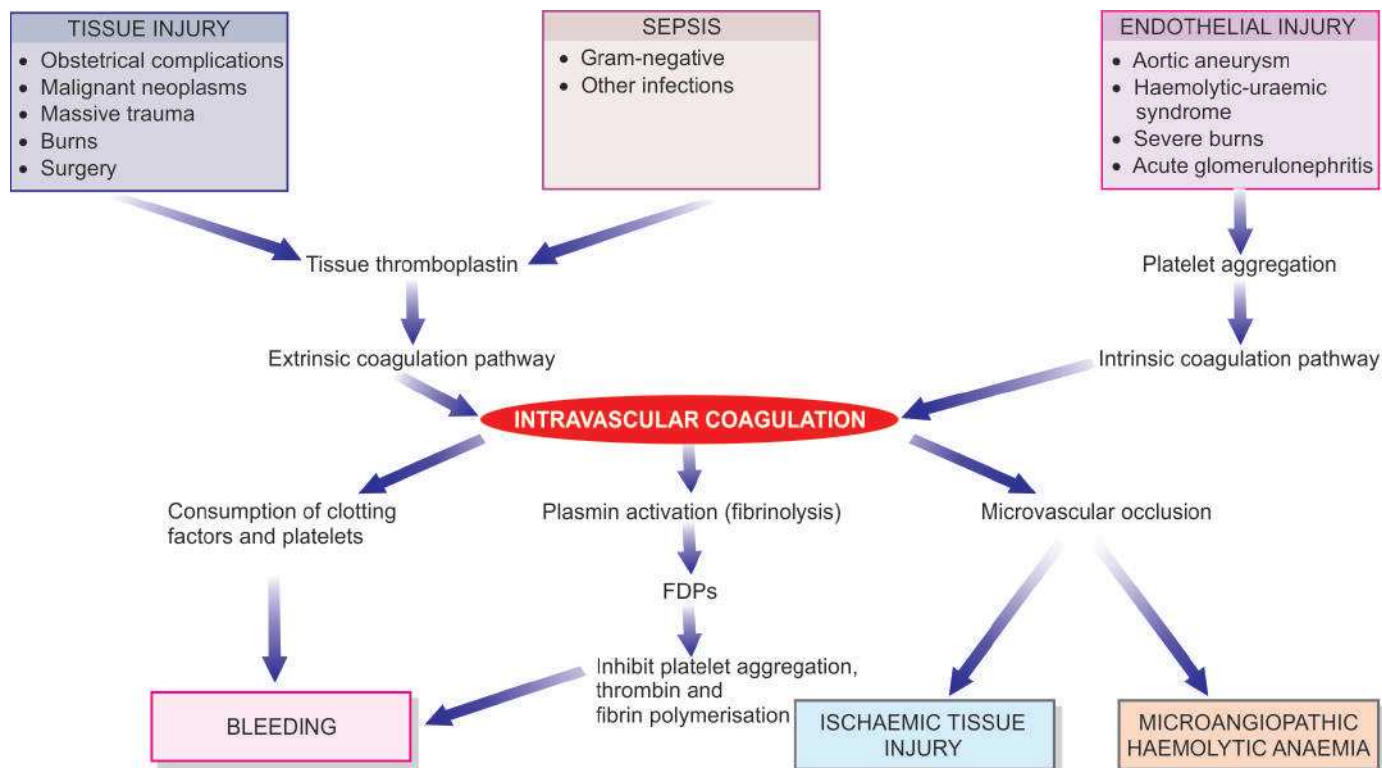 TISSUE INJURY
• Obstetrical complications
• Malignant neoplasms
• Massive trauma
• Burns
• Surgery
SEPSIS
• Gram-negative
• Other infections
ENDOTHELIAL INJURY
• Aortic aneurysm
• Haemolytic-uraemic
syndrome
• Severe burns
• Acute glomerulonephritis
Tissue thromboplastin
Platelet aggregation
Extrinsic coagulation pathway
Intrinsic coagulation pathway
INTRAVASCULAR COAGULATION
Consumption of clotting
factors and platelets
Plasmin activation (fibrinolysis)
Microvascular occlusion
FDPs
Inhibit platelet aggregation,
thrombin and
fibrin polymerisation
BLEEDING
ISCHAEMIC TISSUE
INJURY
MICROANGIOPATHIC
HAEMOLYTIC ANAEMIA